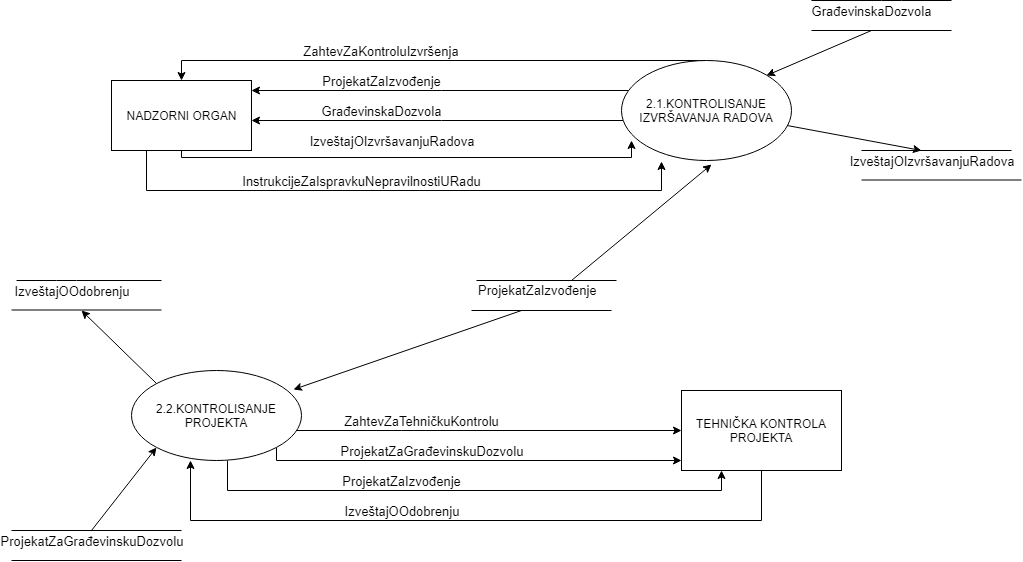 GrađevinskaDozvola
ZahtevZaKontroluIzvršenja
ProjekatZaIzvođenje
NADZORNI ORGAN
GrađevinskaDozvola
2.1.KONTROLISANJE
IZVRŠAVANJA RADOVA
IzveštajOIzvršavanjuRadova
IzveštajOIzvršavanjuRadova
InstrukcijeZaIspravkuNepravilnostiURadu
IzveštajOOdobrenju
ProjekatZaIzvođenje
2.2.KONTROLISANJE
PROJEKTA
ZahtevZaTehničkuKontrolu
TEHNIČKA KONTROLA
PROJEKTA
ProjekatZaGrađevinskuDozvolu
ProjekatZaIzvođenje
IzveštajOOdobrenju
ProjekatZaGrađevinskuDozvolu